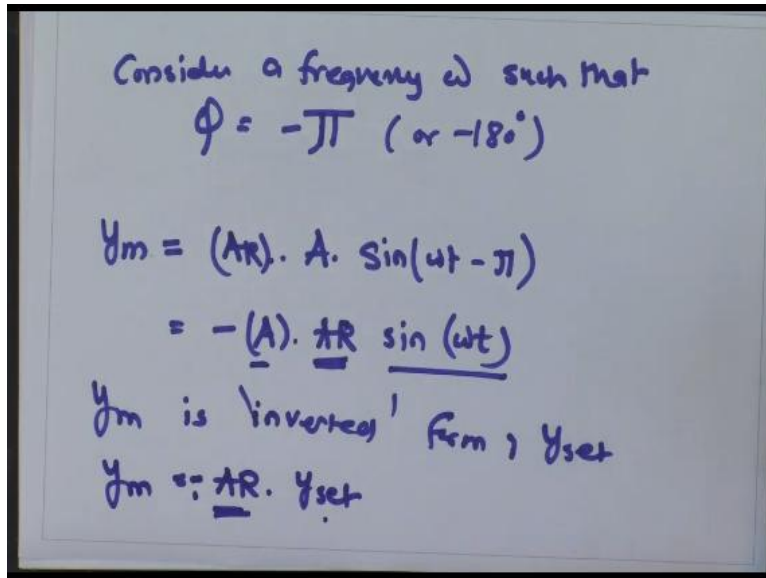 Consider a frequency ω such that
φ = -π (or -180°)
ym = (AR). A. Sin(ωt - π)
= - (A). AR sin (ωt)
ym is 'inverted' form, yset
ym = - AR. yset